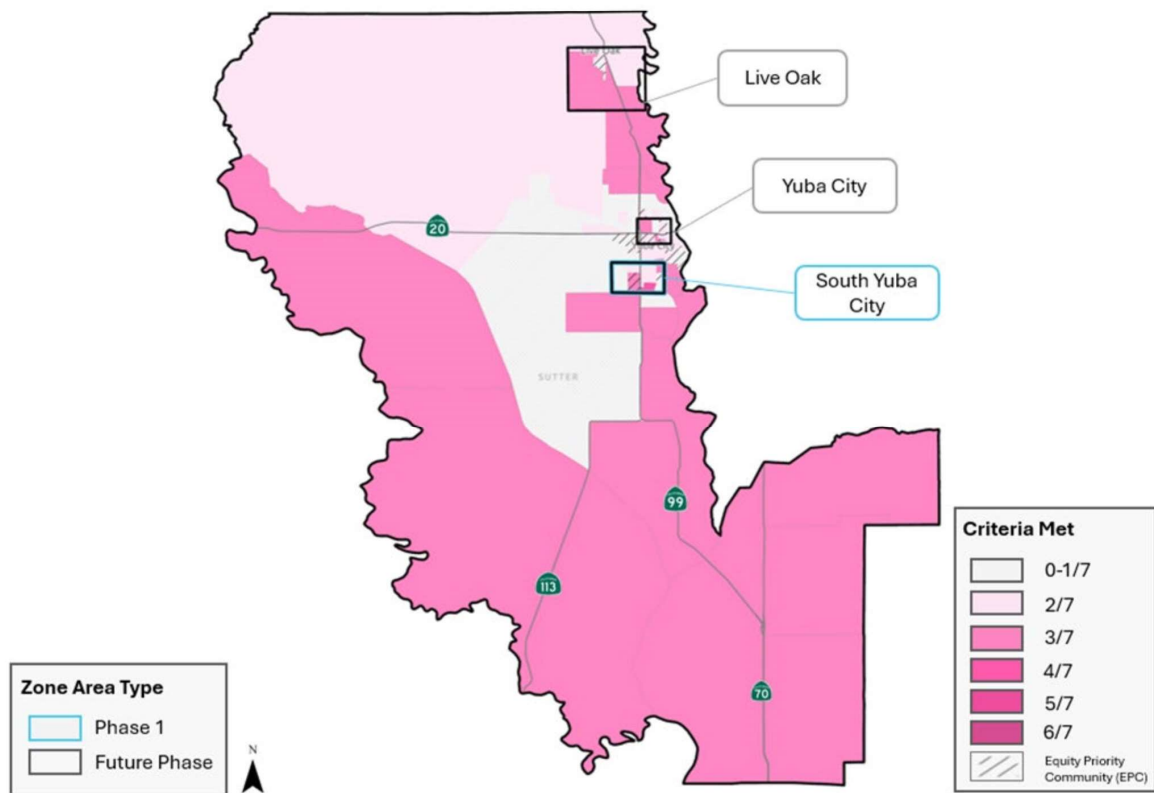 Live Oak
Live Oak
Yuba City
20
South Yuba
City
SUTTER
99
113
70
Zone Area Type
Phase 1
Future Phase
N
Criteria Met
0-1/7
2/7
3/7
4/7
5/7
6/7
Equity Priority
Community (EPC)